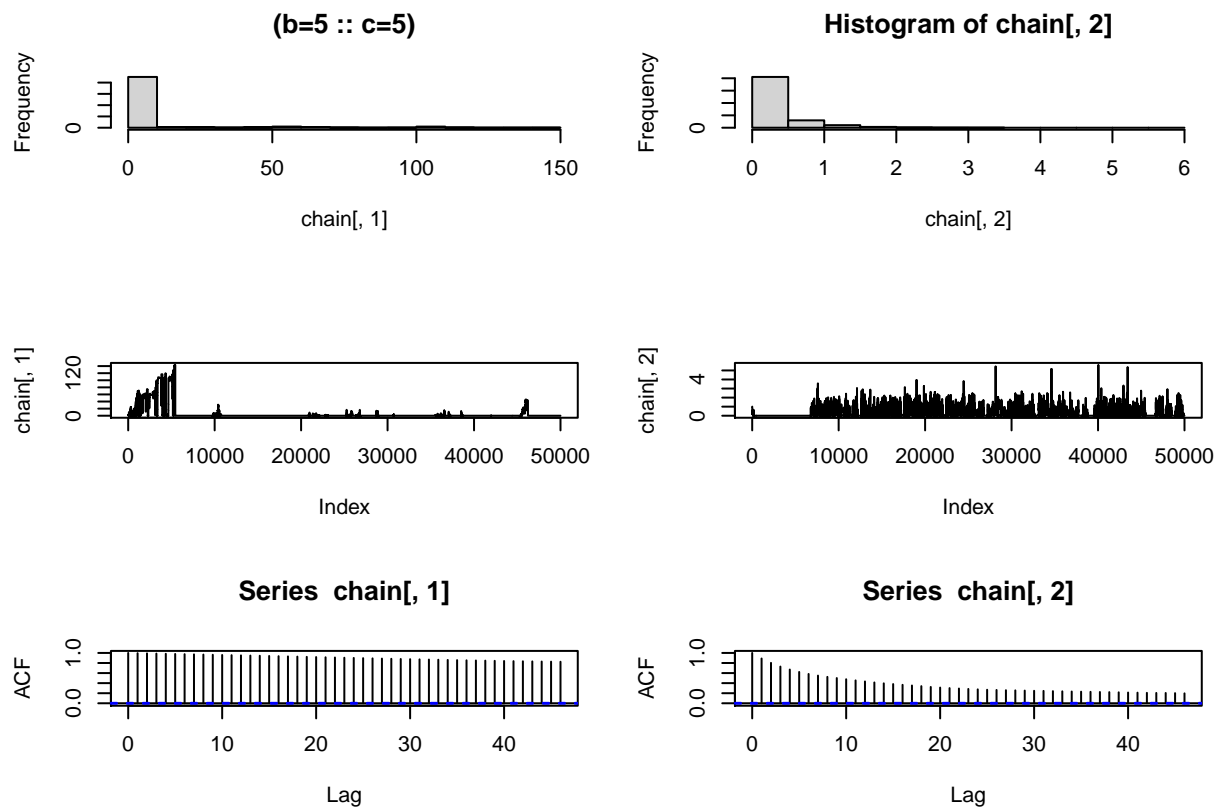 (b=5 :: c=5)
Frequency
0
0 50 100 150
chain[, 1]
Histogram of chain[, 2]
Frequency
0
0 1 2 3 4 5 6
chain[, 2]
chain[, 1]
0 120
0 10000 20000 30000 40000 50000
Index
chain[, 2]
0 4
0 10000 20000 30000 40000 50000
Index
Series chain[, 1]
ACF
0.0 1.0
0 10 20 30 40
Lag
Series chain[, 2]
ACF
0.0 1.0
0 10 20 30 40
Lag